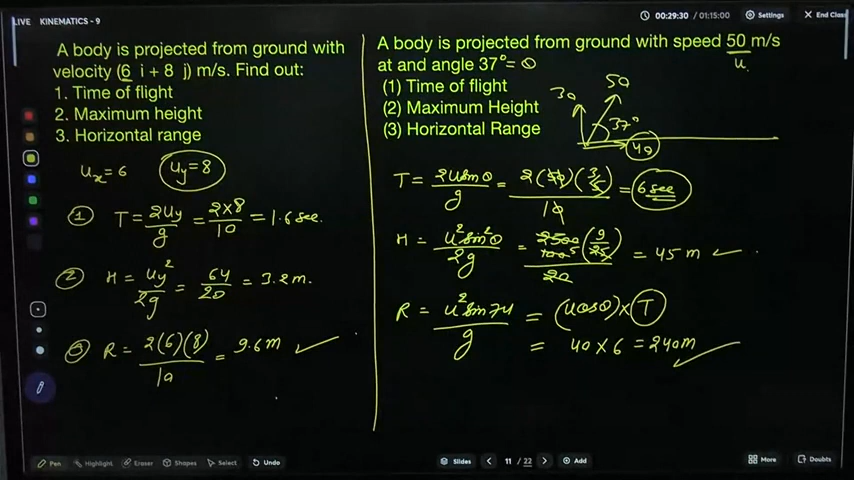 LIVE KINEMATICS - 9
00:29:30 / 01:15:00 Settings End Class
A body is projected from ground with
velocity (6 i + 8 j) m/s. Find out:
1. Time of flight
2. Maximum height
3. Horizontal range
ux = 6 uy = 8
① T = 2uy/g = 2×8/10 = 1.6 sec.
② H = uy²/2g = 64/20 = 3.2 m.
③ R = 2(6)(8)/10 = 9.6 m
A body is projected from ground with speed 50 m/s
u
at and angle 37° = θ
(1) Time of flight
(2) Maximum Height
(3) Horizontal Range
30 50 37° 40
T = 2u sinθ/g = 2(50)(3/5)/10 = 6 sec
H = u² sin²θ/2g = 2500(9/25)/20 = 45 m
R = u² sin74/g = (u cosθ) × T
= 40 × 6 = 240m
Pen Highlight Eraser Shapes Select Undo
Slides 11 / 22 Add
More Doubts